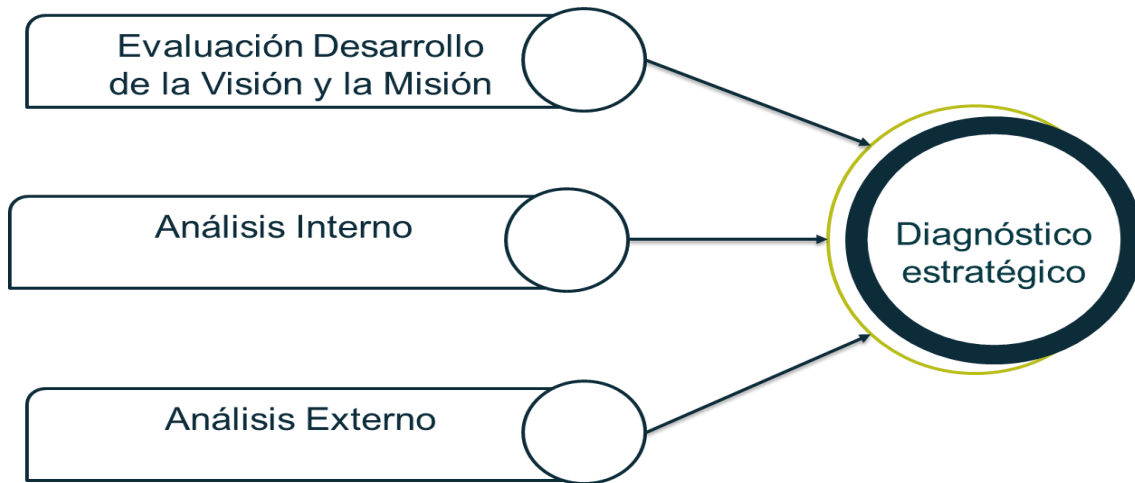 Evaluación Desarrollo
de la Visión y la Misión
Análisis Interno
Diagnóstico
estratégico
Análisis Externo